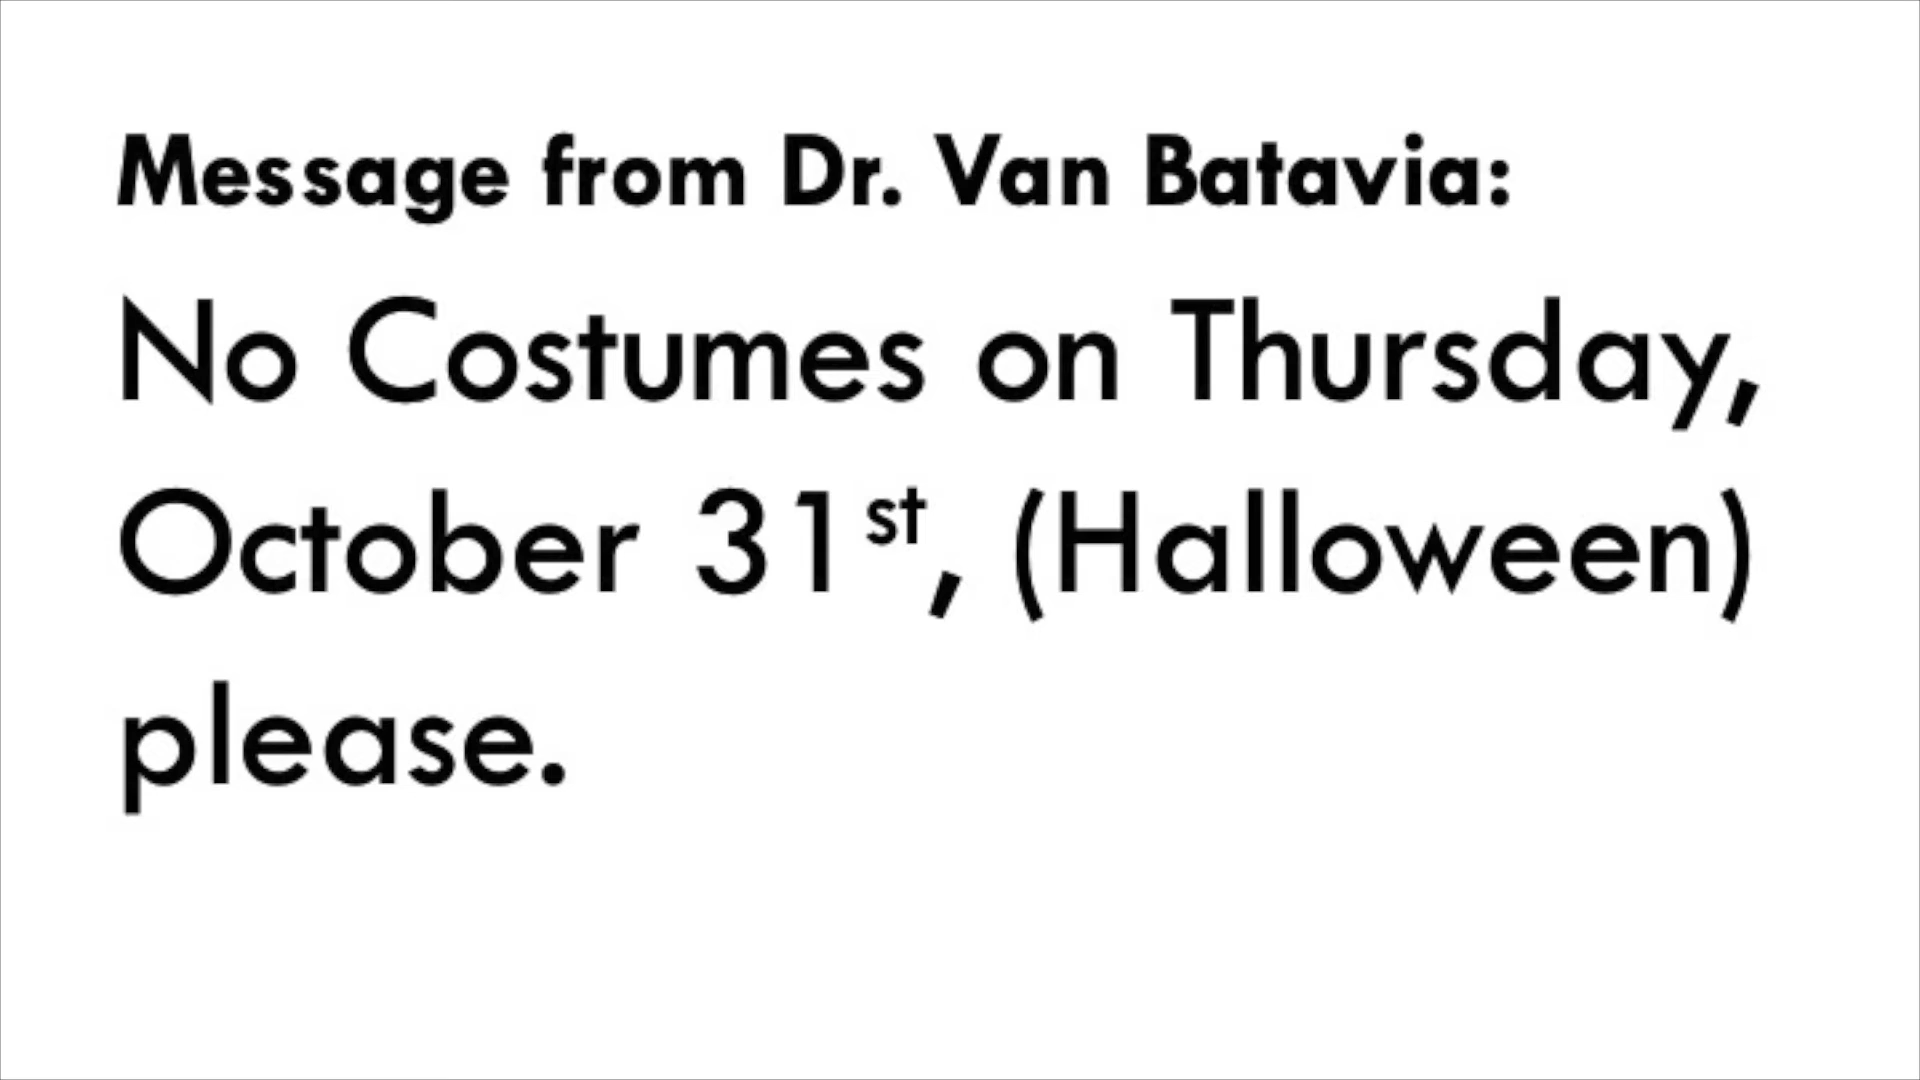 Message from Dr. Van Batavia:
No Costumes on Thursday,
October 31st, (Halloween)
please.